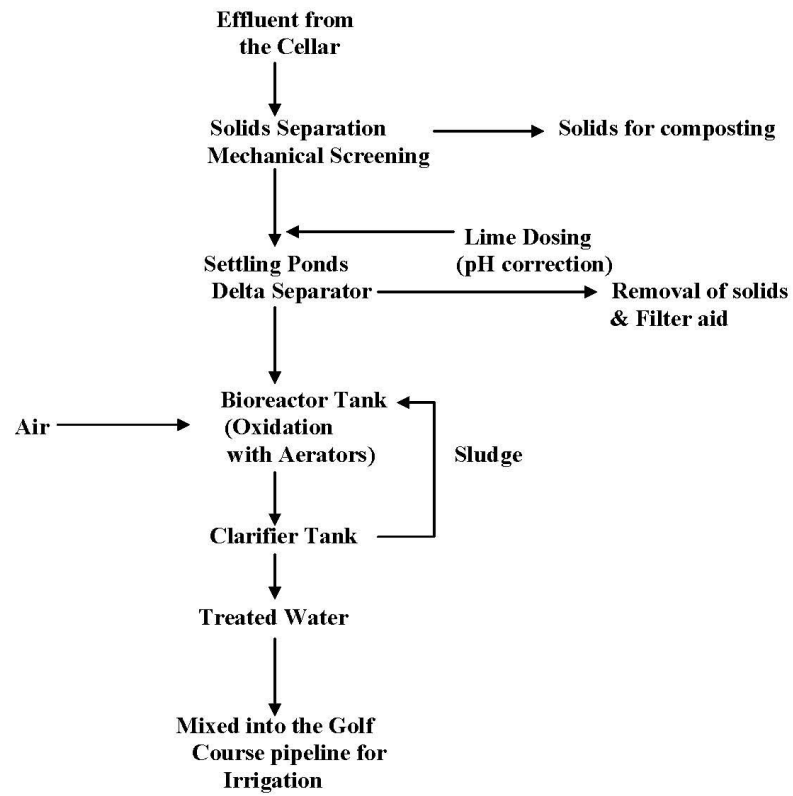 Effluent from
the Cellar
Solids Separation
Mechanical Screening
Solids for composting
Lime Dosing
(pH correction)
Settling Ponds
Delta Separator
Removal of solids
& Filter aid
Air
Bioreactor Tank
(Oxidation
with Aerators)
Sludge
Clarifier Tank
Treated Water
Mixed into the Golf
Course pipeline for
Irrigation